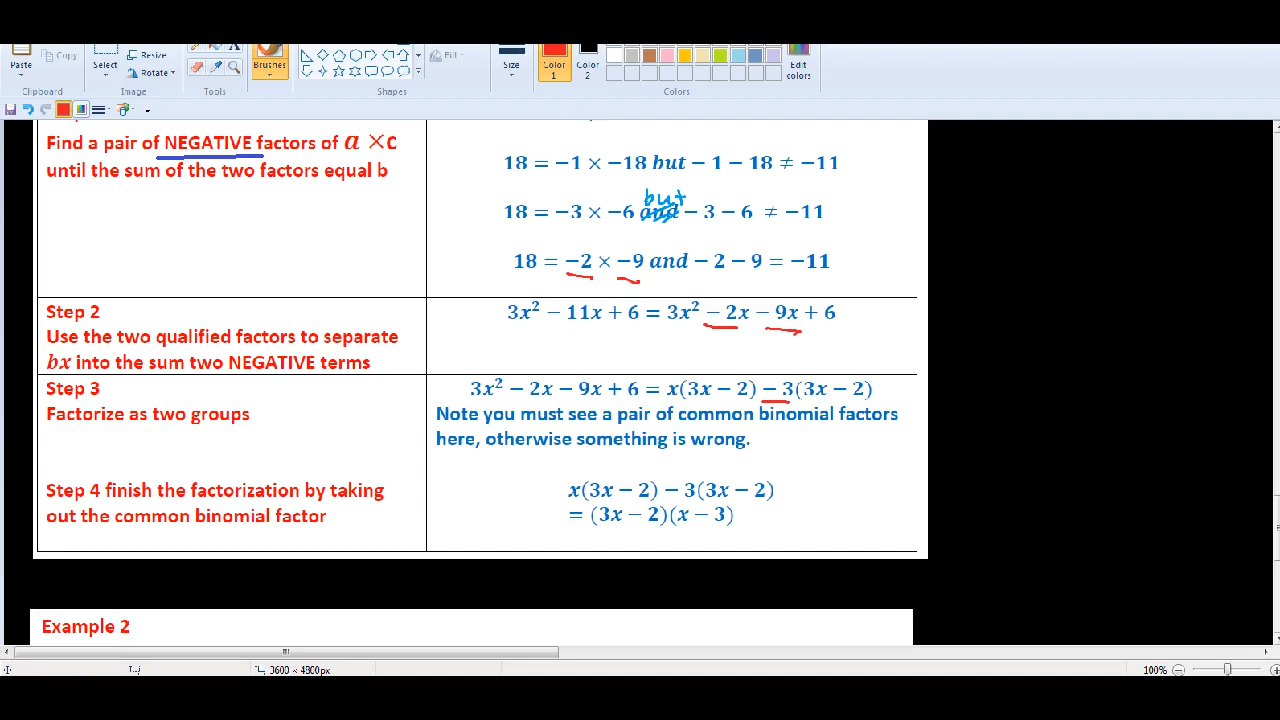 Paste
Copy
Select
Resize
Rotate
A
Brushes
Fill
Size
Color 1
Color 2
Edit colors
Clipboard
Image
Tools
Shapes
Colors
Find a pair of NEGATIVE factors of a ×c
until the sum of the two factors equal b
18 = −1 × −18 but − 1 − 18 ≠ −11
but
18 = −3 × −6 and − 3 − 6 ≠ −11
18 = −2 × −9 and − 2 − 9 = −11
Step 2
Use the two qualified factors to separate
bx into the sum two NEGATIVE terms
3x² − 11x + 6 = 3x² − 2x − 9x + 6
Step 3
Factorize as two groups
3x² − 2x − 9x + 6 = x(3x − 2) − 3(3x − 2)
Note you must see a pair of common binomial factors
here, otherwise something is wrong.
Step 4 finish the factorization by taking
out the common binomial factor
x(3x − 2) − 3(3x − 2)
= (3x − 2)(x − 3)
Example 2
3600 × 4800px
100%